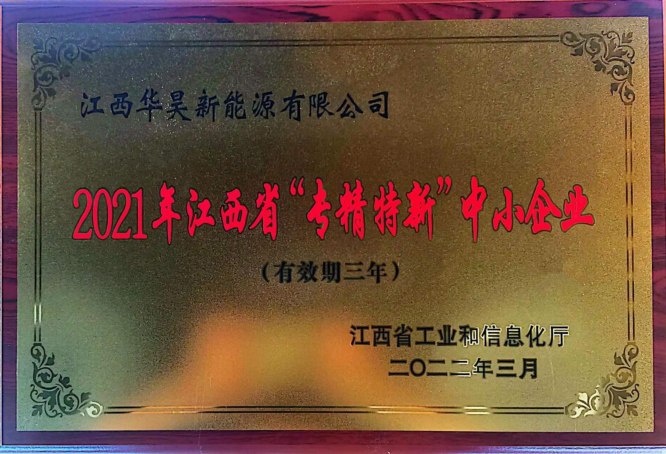 江西华昊新能源有限公司
2021年江西省“专精特新”中小企业
（有效期三年）
江西省工业和信息化厅
二〇二二年三月